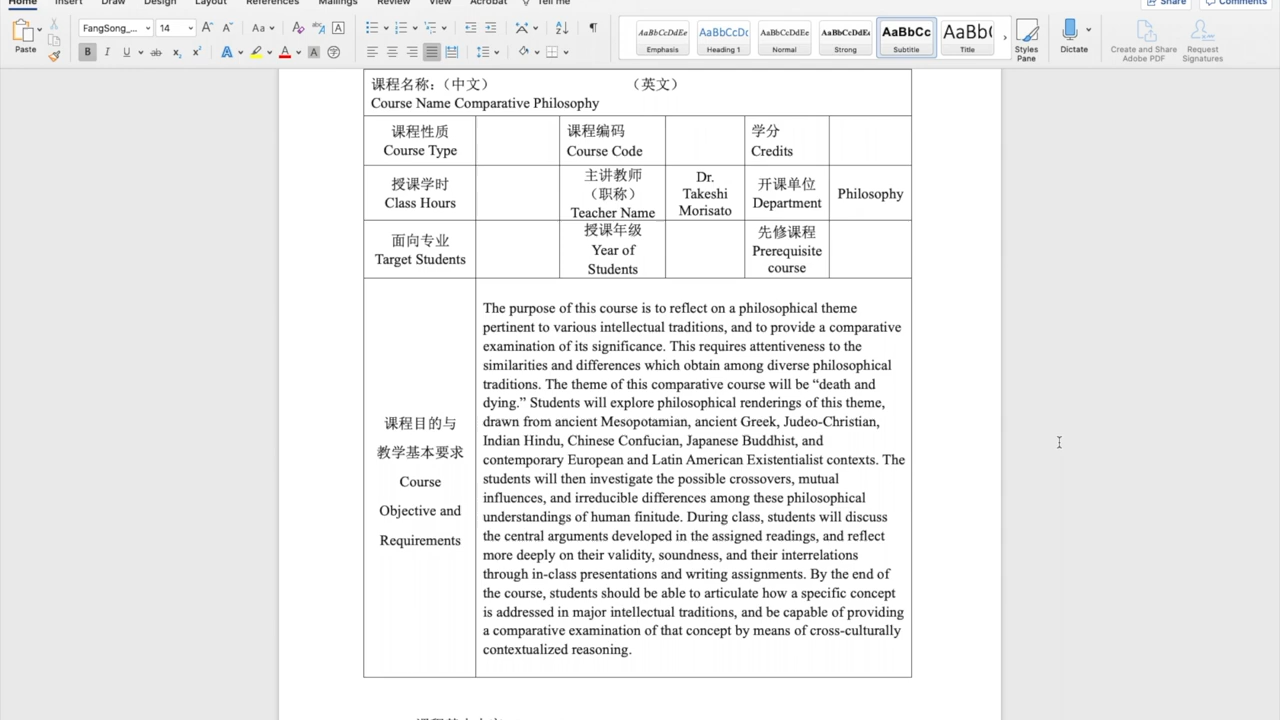 Home Insert Draw Design Layout References Mailings Review View Acrobat Tell me Share Comments
Paste FangSong_... 14 Aa Emphasis Heading 1 Normal Strong Subtitle Title Styles Pane Dictate Create and Share Adobe PDF Request Signatures
课程名称:（中文） （英文）
Course Name Comparative Philosophy
课程性质
Course Type
课程编码
Course Code
学分
Credits
授课学时
Class Hours
主讲教师
（职称）
Teacher Name
Dr.
Takeshi
Morisato
开课单位
Department
Philosophy
面向专业
Target Students
授课年级
Year of
Students
先修课程
Prerequisite
course
课程目的与
教学基本要求
Course
Objective and
Requirements
The purpose of this course is to reflect on a philosophical theme
pertinent to various intellectual traditions, and to provide a comparative
examination of its significance. This requires attentiveness to the
similarities and differences which obtain among diverse philosophical
traditions. The theme of this comparative course will be “death and
dying.” Students will explore philosophical renderings of this theme,
drawn from ancient Mesopotamian, ancient Greek, Judeo-Christian,
Indian Hindu, Chinese Confucian, Japanese Buddhist, and
contemporary European and Latin American Existentialist contexts. The
students will then investigate the possible crossovers, mutual
influences, and irreducible differences among these philosophical
understandings of human finitude. During class, students will discuss
the central arguments developed in the assigned readings, and reflect
more deeply on their validity, soundness, and their interrelations
through in-class presentations and writing assignments. By the end of
the course, students should be able to articulate how a specific concept
is addressed in major intellectual traditions, and be capable of providing
a comparative examination of that concept by means of cross-culturally
contextualized reasoning.